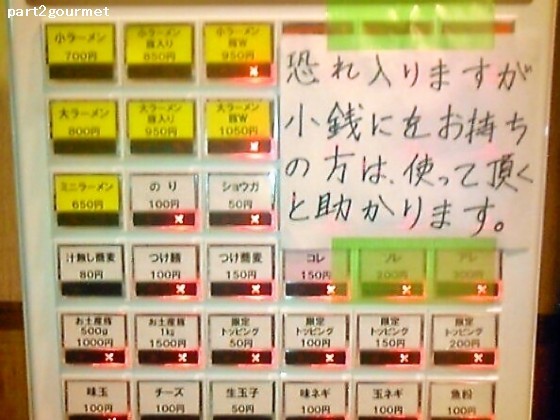 part2gourmet
小ラーメン
700円
小ラーメン
豚入り
850円
小ラーメン
豚W
950円
恐れ入りますが
小銭にをお持ち
の方は、使って頂く
と助かります。
大ラーメン
800円
大ラーメン
豚入り
950円
大ラーメン
豚W
1050円
ミニラーメン
650円
のり
100円
ショウガ
50円
汁無し蕎麦
80円
つけ麺
100円
つけ蕎麦
150円
コレ
150円
ソレ
200円
アレ
300円
お土産豚
500g
1000円
お土産豚
1kg
1500円
限定
トッピング
50円
限定
トッピング
100円
限定
トッピング
150円
限定
トッピング
200円
味玉
100円
チーズ
100円
生玉子
50円
味ネギ
100円
玉ネギ
100円
魚粉
100円